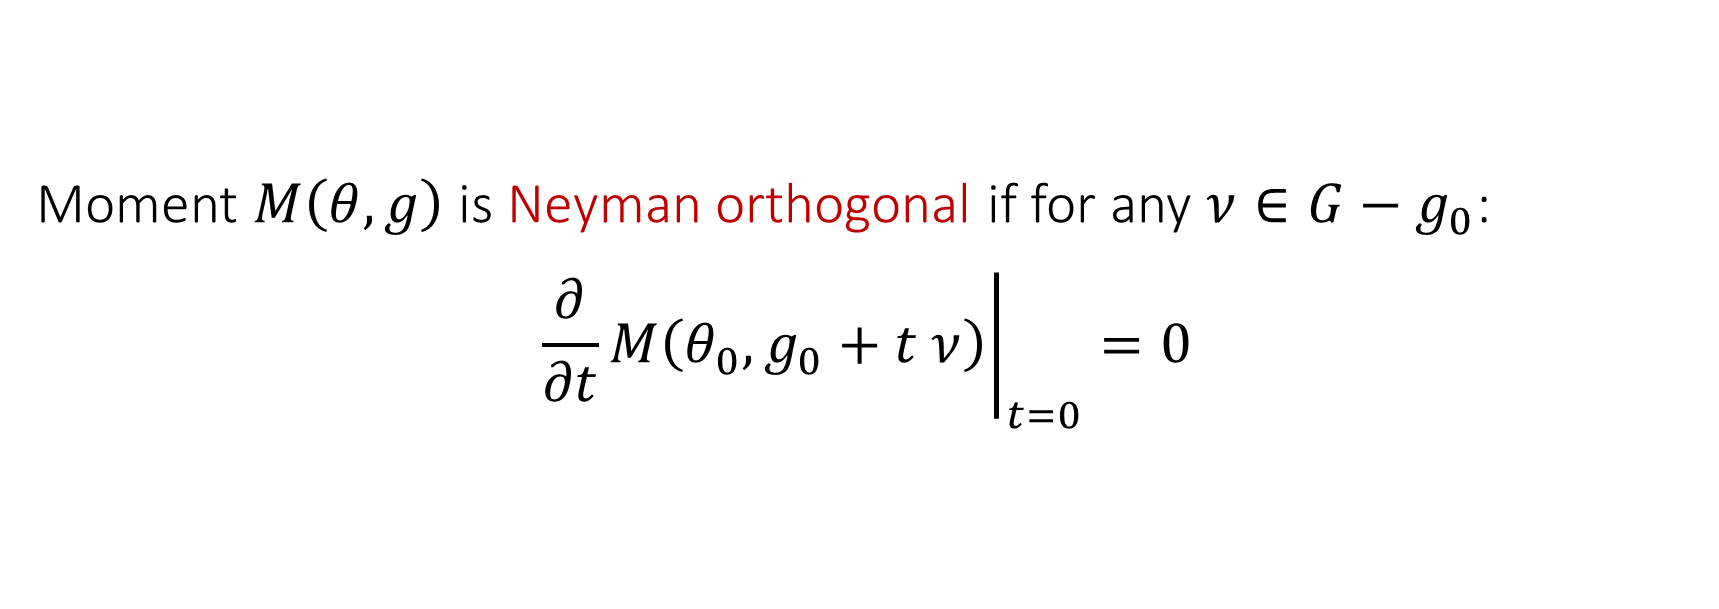 Moment 𝑀(𝜃, 𝑔) is Neyman orthogonal if for any 𝜈 ∈ 𝐺 − 𝑔₀:
∂/∂t 𝑀(𝜃₀, 𝑔₀ + 𝑡 𝜈)|ₜ₌₀ = 0